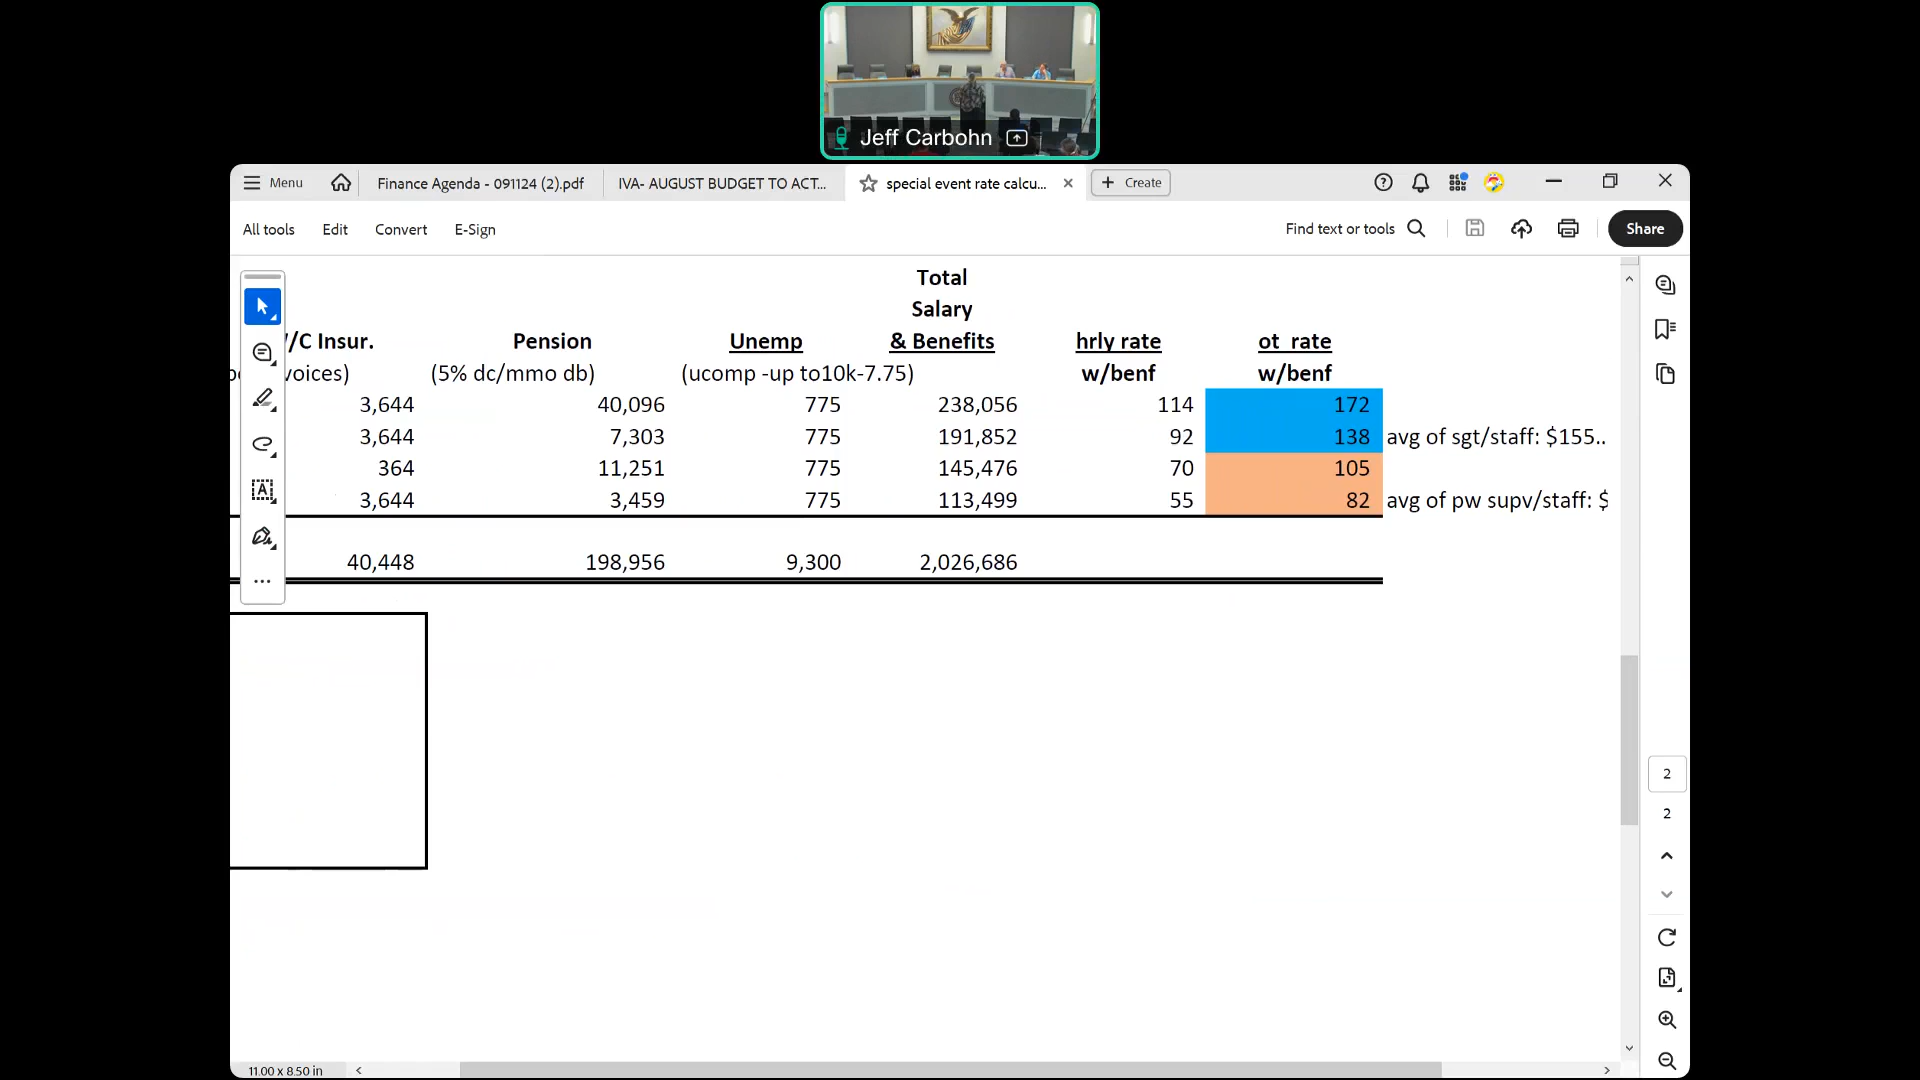 Jeff Carbohn
Menu
Finance Agenda - 091124 (2).pdf
IVA- AUGUST BUDGET TO ACT...
special event rate calcu...
Create
All tools
Edit
Convert
E-Sign
Find text or tools
Share
Total
Salary
/C Insur. Pension Unemp & Benefits hrly rate ot rate
voices) (5% dc/mmo db) (ucomp -up to10k-7.75) w/benf w/benf
3,644 40,096 775 238,056 114 172
3,644 7,303 775 191,852 92 138 avg of sgt/staff: $155..
364 11,251 775 145,476 70 105
3,644 3,459 775 113,499 55 82 avg of pw supv/staff: $
40,448 198,956 9,300 2,026,686
2
2
11.00 x 8.50 in